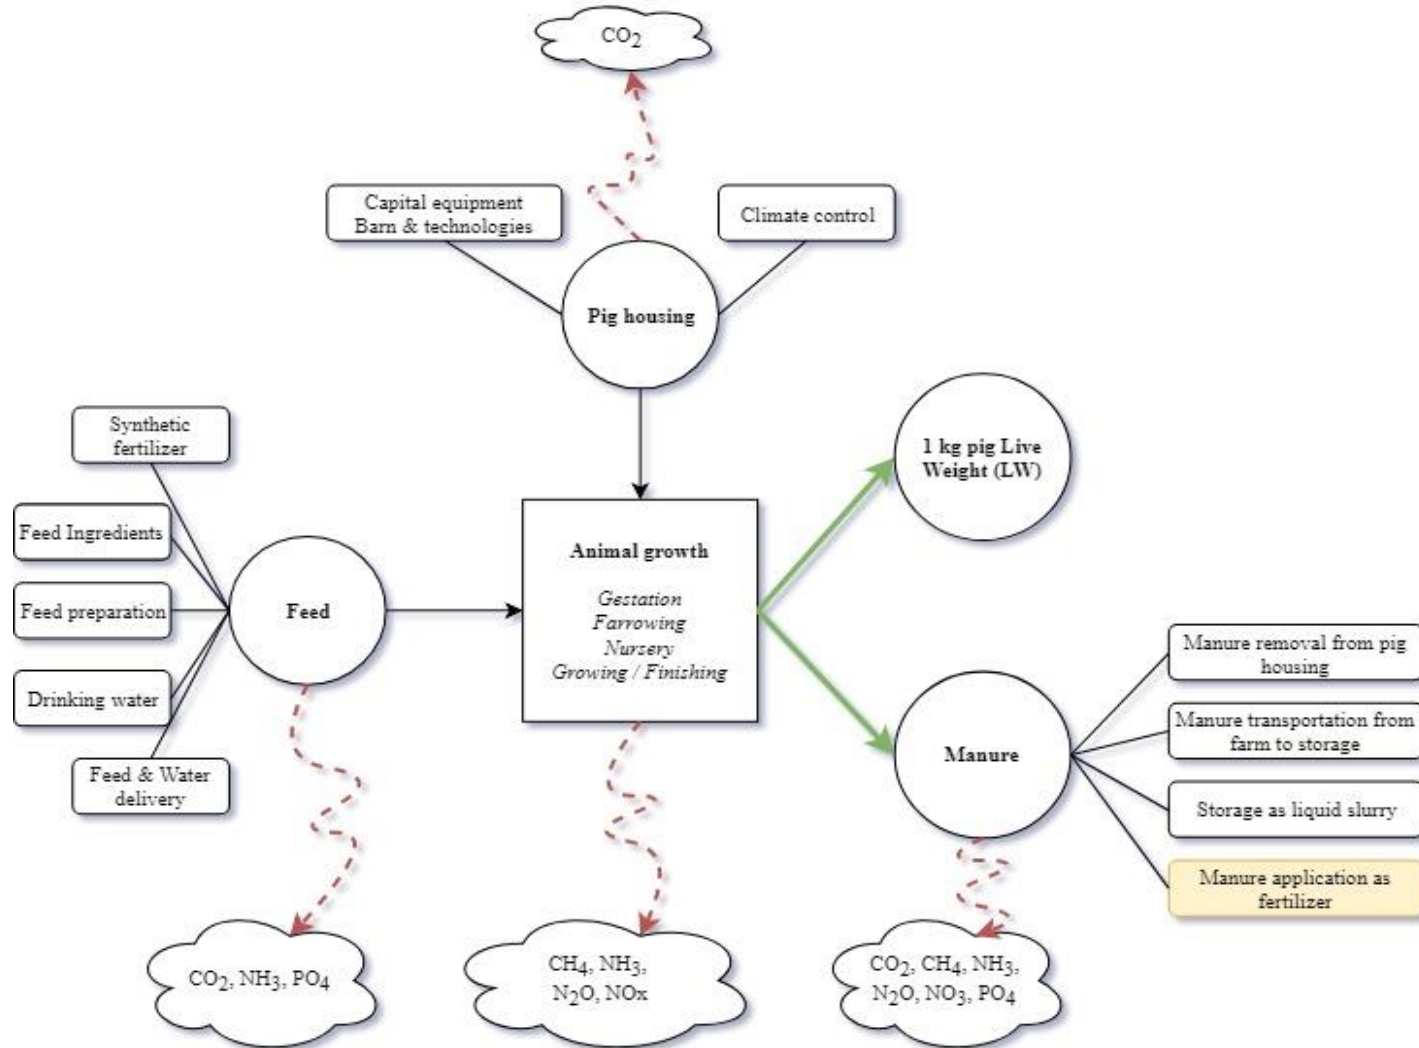 CO2
Capital equipment
Barn & technologies
Climate control
Pig housing
Synthetic
fertilizer
Feed Ingredients
Feed preparation
Drinking water
Feed & Water
delivery
Feed
Animal growth
Gestation
Farrowing
Nursery
Growing / Finishing
1 kg pig Live
Weight (LW)
Manure
Manure removal from pig
housing
Manure transportation from
farm to storage
Storage as liquid slurry
Manure application as
fertilizer
CO2, NH3, PO4
CH4, NH3,
N2O, NOx
CO2, CH4, NH3,
N2O, NO3, PO4